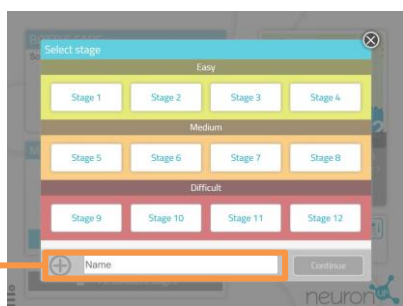 Select stage
Easy
Stage 1 Stage 2 Stage 3 Stage 4
Medium
Stage 5 Stage 6 Stage 7 Stage 8
Difficult
Stage 9 Stage 10 Stage 11 Stage 12
Name Continue
neuron